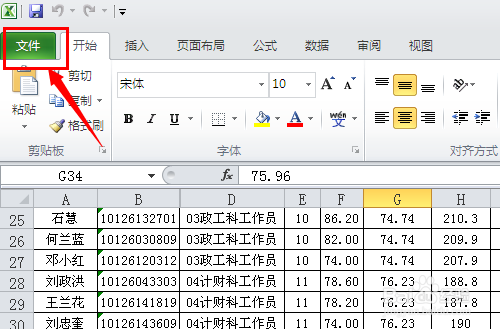 文件 开始 插入 页面布局 公式 数据 审阅 视图
剪切
宋体 10 A A
复制
粘贴
格式刷
B I U A wén 文
剪贴板 字体 对齐方式
G34 fx 75.96
A B D E F G H
25 石慧 10126132701 03政工科工作员 10 86.20 74.74 210.3
26 何兰蓝 10126030809 03政工科工作员 10 82.00 74.74 209.9
27 邓小红 10126120312 03政工科工作员 10 74.00 74.74 207.9
28 刘政洪 10126043303 04计财科工作员 11 78.60 76.23 188.8
29 王兰花 10126141819 04计财科工作员 11 78.20 76.23 187.8
30 刘忠奎 10126143609 04计财科工作员 11 74.00 76.23 190